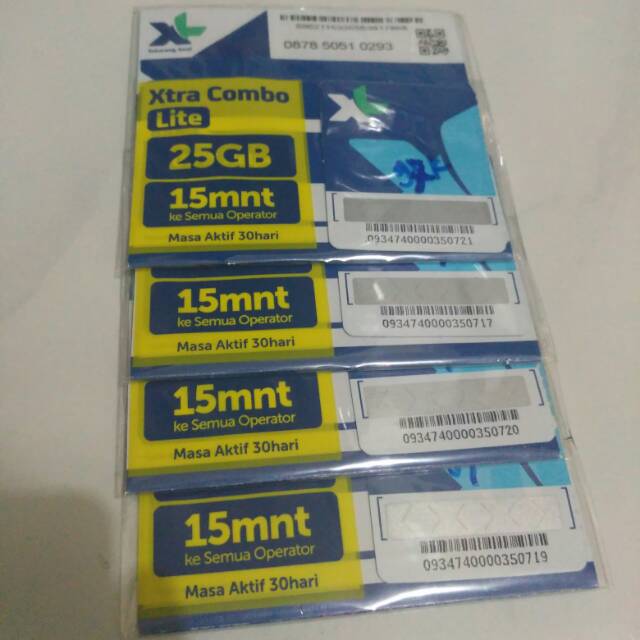 XL
0878 5051 0293
Xtra Combo
Lite
25GB
15mnt
ke Semua Operator
Masa Aktif 30hari
XL
0934740000350721
15mnt
ke Semua Operator
Masa Aktif 30hari
0934740000350717
15mnt
ke Semua Operator
Masa Aktif 30hari
0934740000350720
15mnt
ke Semua Operator
Masa Aktif 30hari
0934740000350719